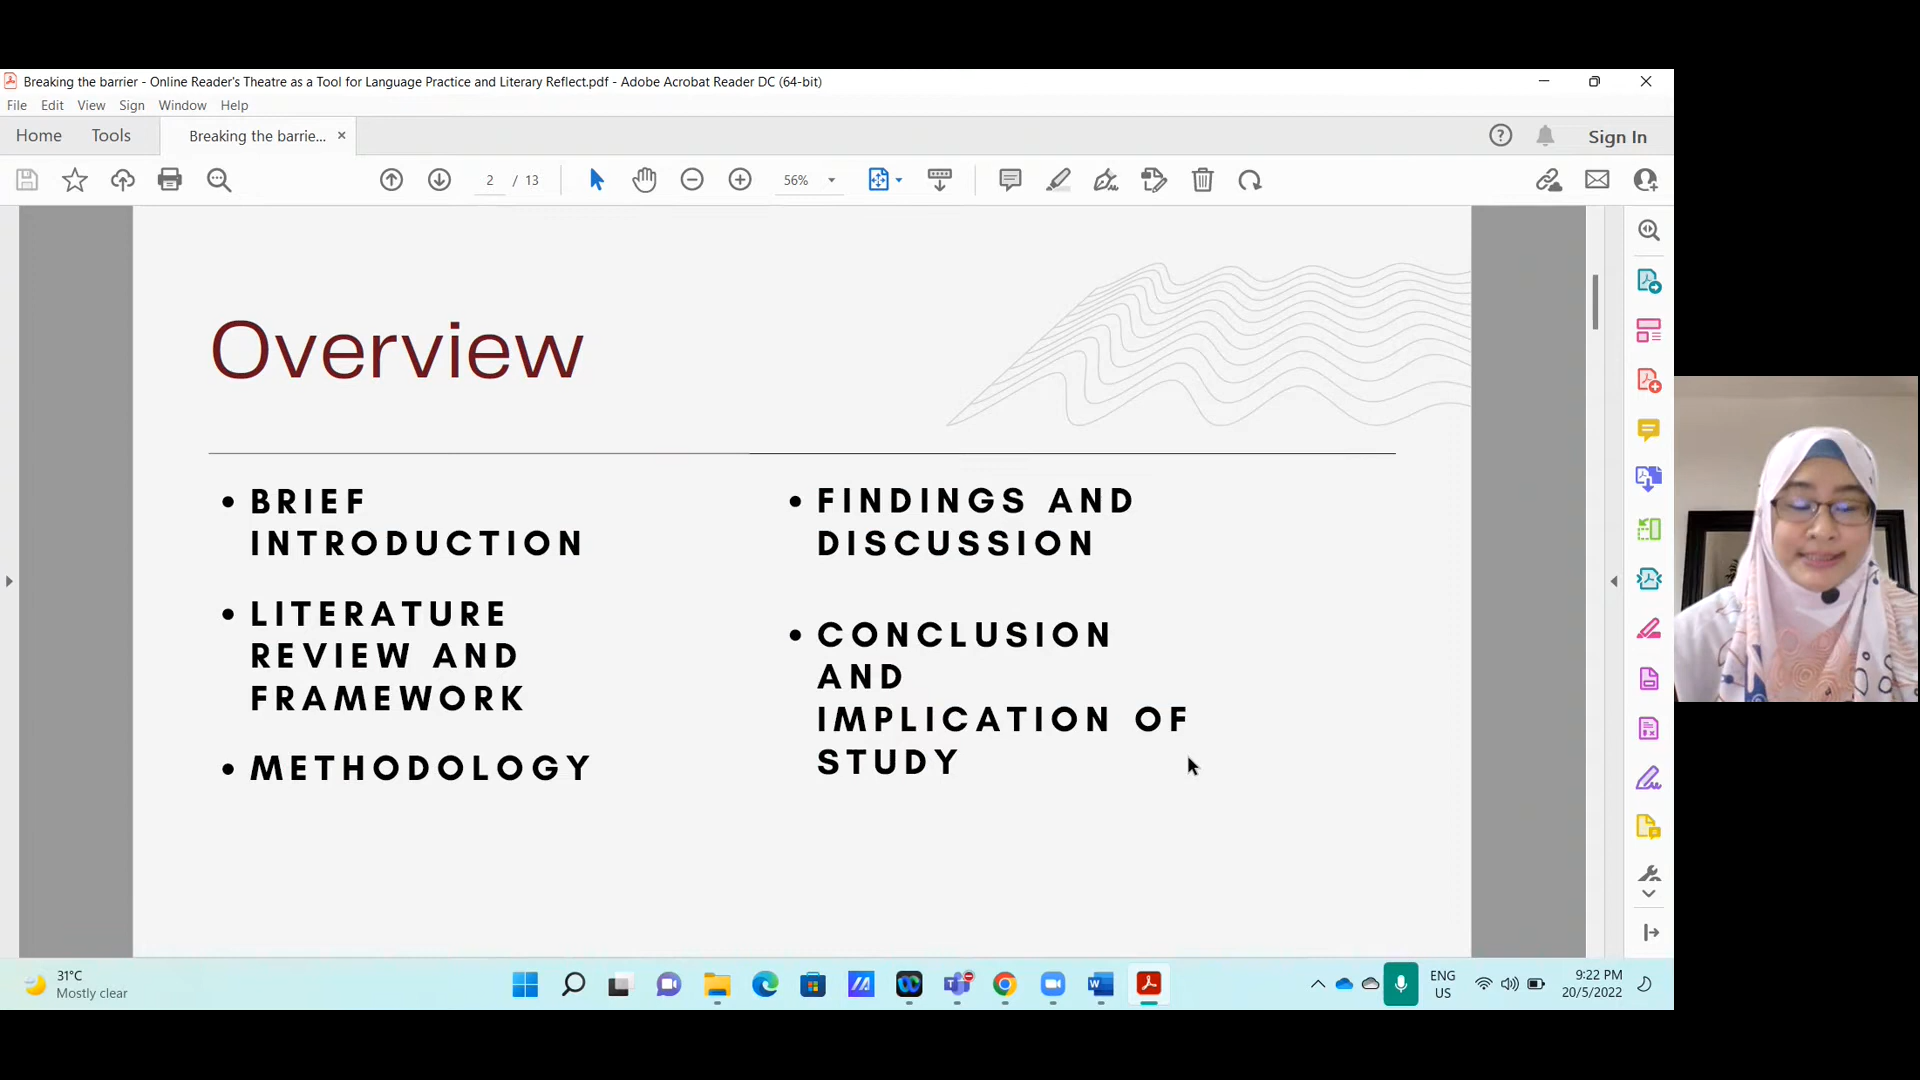 Breaking the barrier - Online Reader's Theatre as a Tool for Language Practice and Literary Reflect.pdf - Adobe Acrobat Reader DC (64-bit)
File Edit View Sign Window Help
Home Tools Breaking the barrie... Sign In
2 / 13 56%
Overview
• BRIEF
INTRODUCTION
• LITERATURE
REVIEW AND
FRAMEWORK
• METHODOLOGY
• FINDINGS AND
DISCUSSION
• CONCLUSION
AND
IMPLICATION OF
STUDY
31°C
Mostly clear
ENG
US
9:22 PM
20/5/2022